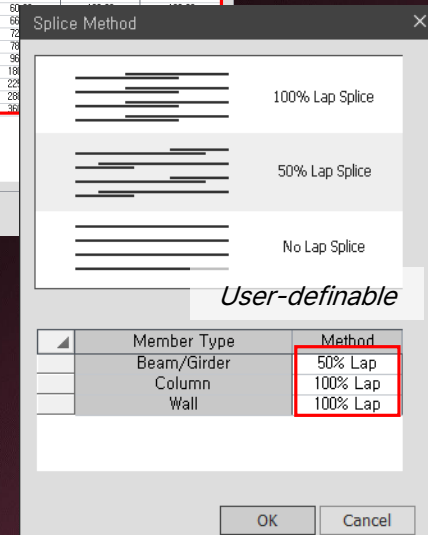 Splice Method
100% Lap Splice
50% Lap Splice
No Lap Splice
User-definable
Member Type Method
Beam/Girder 50% Lap
Column 100% Lap
Wall 100% Lap
OK Cancel